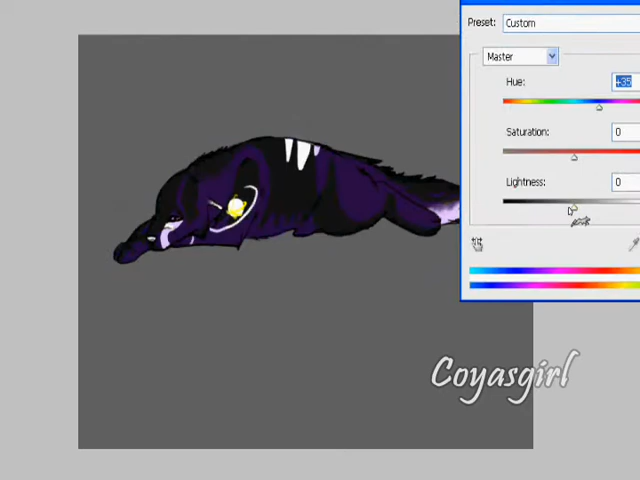 Preset: Custom
Master
Hue: +35
Saturation: 0
Lightness: 0
Coyasgirl